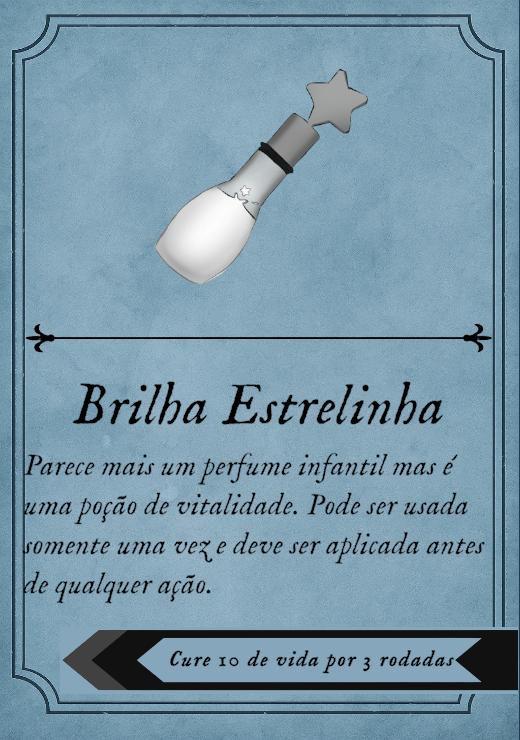 Brilha Estrelinha
Parece mais um perfume infantil mas é
uma poção de vitalidade. Pode ser usada
somente uma vez e deve ser aplicada antes
de qualquer ação.
Cure 10 de vida por 3 rodadas